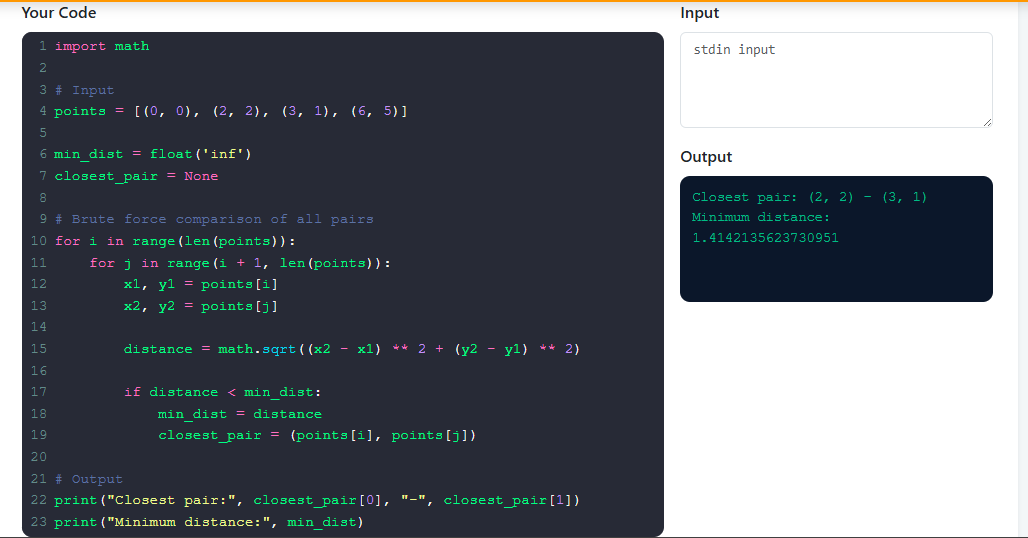 Your Code
1 import math
2
3 # Input
4 points = [(0, 0), (2, 2), (3, 1), (6, 5)]
5
6 min_dist = float('inf')
7 closest_pair = None
8
9 # Brute force comparison of all pairs
10 for i in range(len(points)):
11     for j in range(i + 1, len(points)):
12         x1, y1 = points[i]
13         x2, y2 = points[j]
14
15         distance = math.sqrt((x2 - x1) ** 2 + (y2 - y1) ** 2)
16
17         if distance < min_dist:
18             min_dist = distance
19             closest_pair = (points[i], points[j])
20
21 # Output
22 print("Closest pair:", closest_pair[0], "-", closest_pair[1])
23 print("Minimum distance:", min_dist)
Input
stdin input
Output
Closest pair: (2, 2) - (3, 1)
Minimum distance:
1.4142135623730951